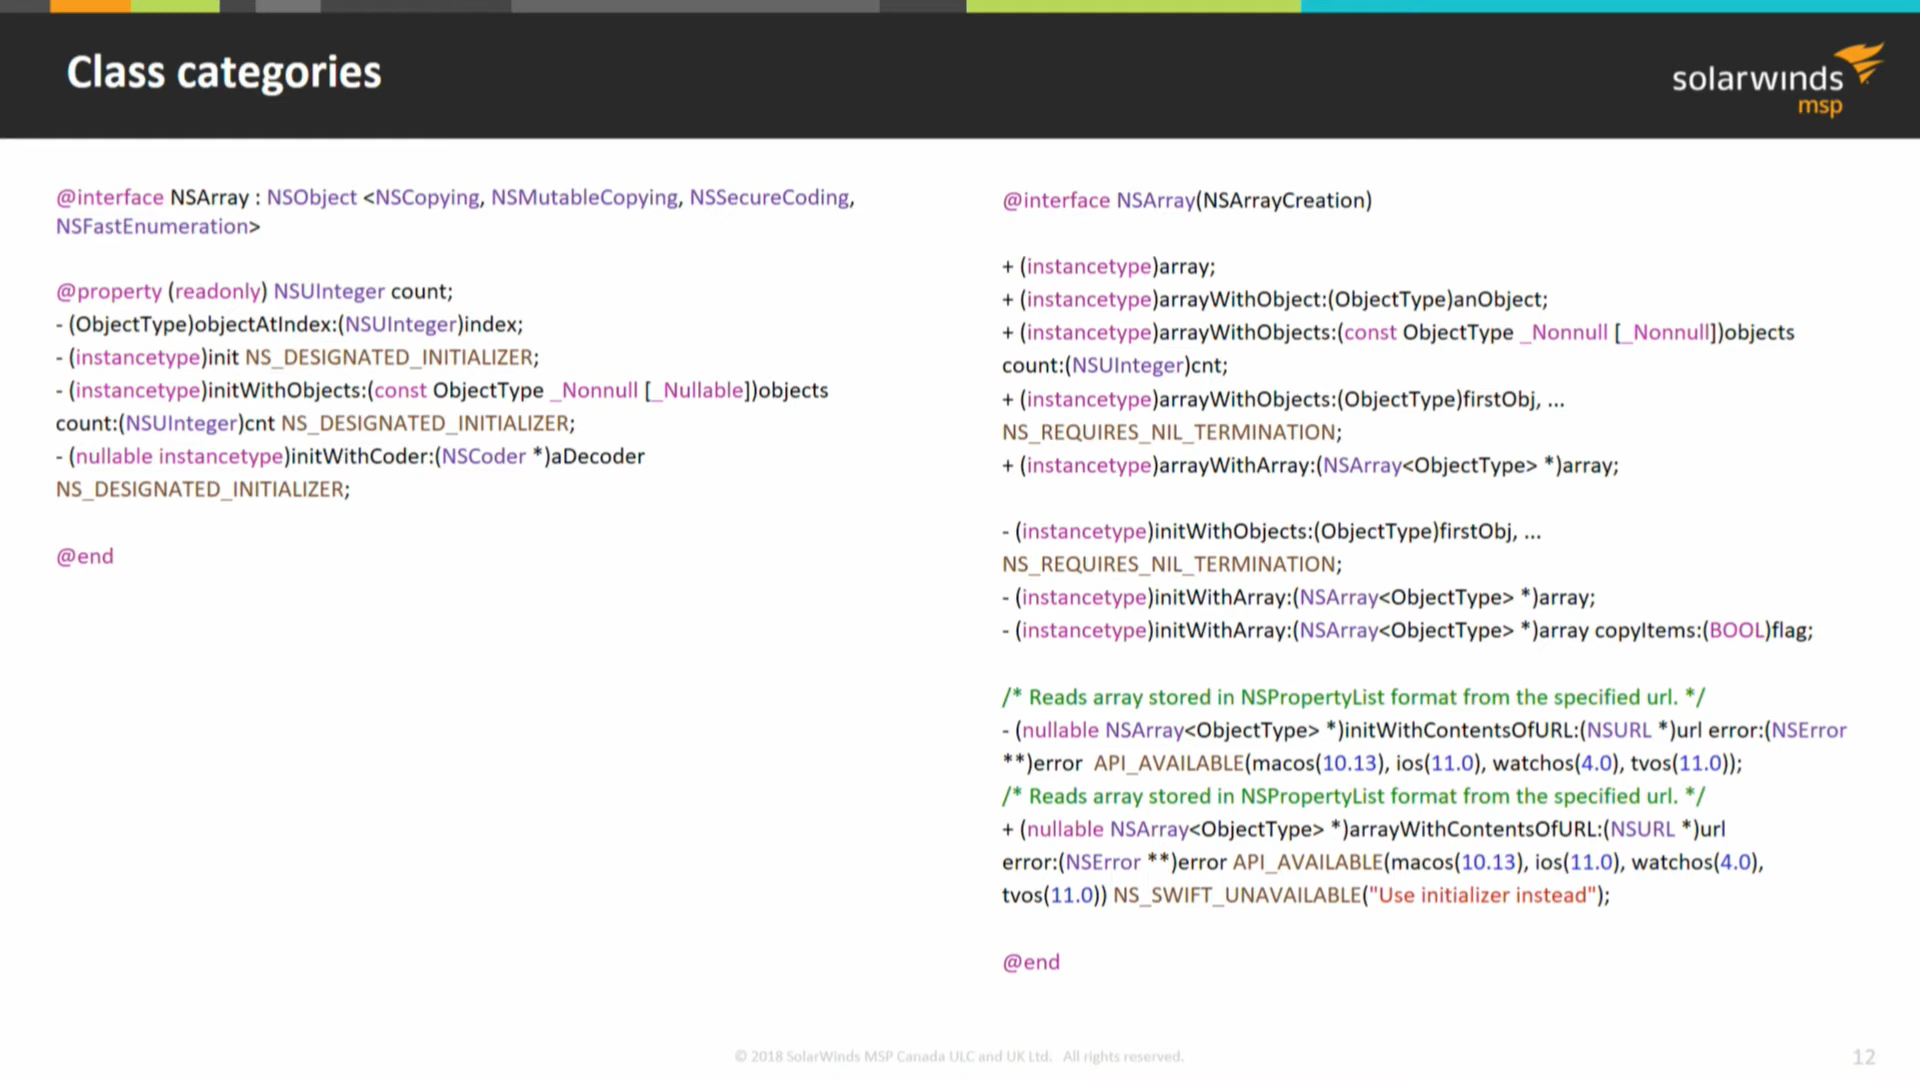 Class categories
solarwinds
msp
@interface NSArray : NSObject <NSCopying, NSMutableCopying, NSSecureCoding,
NSFastEnumeration>
@property (readonly) NSUInteger count;
- (ObjectType)objectAtIndex:(NSUInteger)index;
- (instancetype)init NS_DESIGNATED_INITIALIZER;
- (instancetype)initWithObjects:(const ObjectType _Nonnull [_Nullable])objects
count:(NSUInteger)cnt NS_DESIGNATED_INITIALIZER;
- (nullable instancetype)initWithCoder:(NSCoder *)aDecoder
NS_DESIGNATED_INITIALIZER;
@end
@interface NSArray(NSArrayCreation)
+ (instancetype)array;
+ (instancetype)arrayWithObject:(ObjectType)anObject;
+ (instancetype)arrayWithObjects:(const ObjectType _Nonnull [_Nonnull])objects
count:(NSUInteger)cnt;
+ (instancetype)arrayWithObjects:(ObjectType)firstObj, ...
NS_REQUIRES_NIL_TERMINATION;
+ (instancetype)arrayWithArray:(NSArray<ObjectType> *)array;
- (instancetype)initWithObjects:(ObjectType)firstObj, ...
NS_REQUIRES_NIL_TERMINATION;
- (instancetype)initWithArray:(NSArray<ObjectType> *)array;
- (instancetype)initWithArray:(NSArray<ObjectType> *)array copyItems:(BOOL)flag;
/* Reads array stored in NSPropertyList format from the specified url. */
- (nullable NSArray<ObjectType> *)initWithContentsOfURL:(NSURL *)url error:(NSError
**)error  API_AVAILABLE(macos(10.13), ios(11.0), watchos(4.0), tvos(11.0));
/* Reads array stored in NSPropertyList format from the specified url. */
+ (nullable NSArray<ObjectType> *)arrayWithContentsOfURL:(NSURL *)url
error:(NSError **)error API_AVAILABLE(macos(10.13), ios(11.0), watchos(4.0),
tvos(11.0)) NS_SWIFT_UNAVAILABLE("Use initializer instead");
@end
© 2018 SolarWinds MSP Canada ULC and UK Ltd. All rights reserved.
12